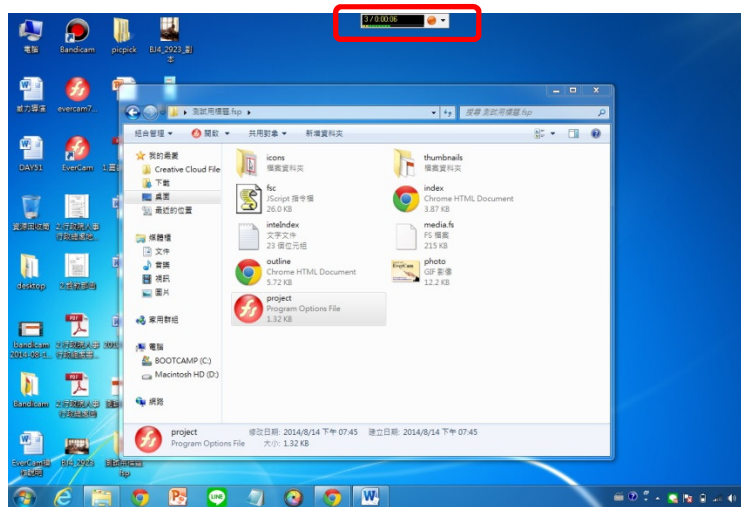 3 / 0:00:06
電腦
Bandicam
picpick
BJ4_2923_副本
威力導演
evercam7...
測試用標題.fsp
搜尋 測試用標題.fsp
組合管理
開啟
共用對象
新增資料夾
DAVS1
EverCam
我的最愛
Creative Cloud File
下載
桌面
最近的位置
媒體櫃
文件
音樂
視訊
圖片
家用群組
電腦
BOOTCAMP (C:)
Macintosh HD (D:)
網路
icons
檔案資料夾
thumbnails
檔案資料夾
fsc
JScript 指令檔
26.0 KB
index
Chrome HTML Document
3.87 KB
intelndex
文字文件
23 個位元組
media.fs
FS 檔案
215 KB
outline
Chrome HTML Document
5.72 KB
photo
GIF 影像
12.2 KB
project
Program Options File
1.32 KB
資源回收筒
desktop
Bandicam
2014-08-1...
Bandicam
BJ4_2923
project
修改日期: 2014/8/14 下午 07:45
建立日期: 2014/8/14 下午 07:45
Program Options File
大小: 1.32 KB